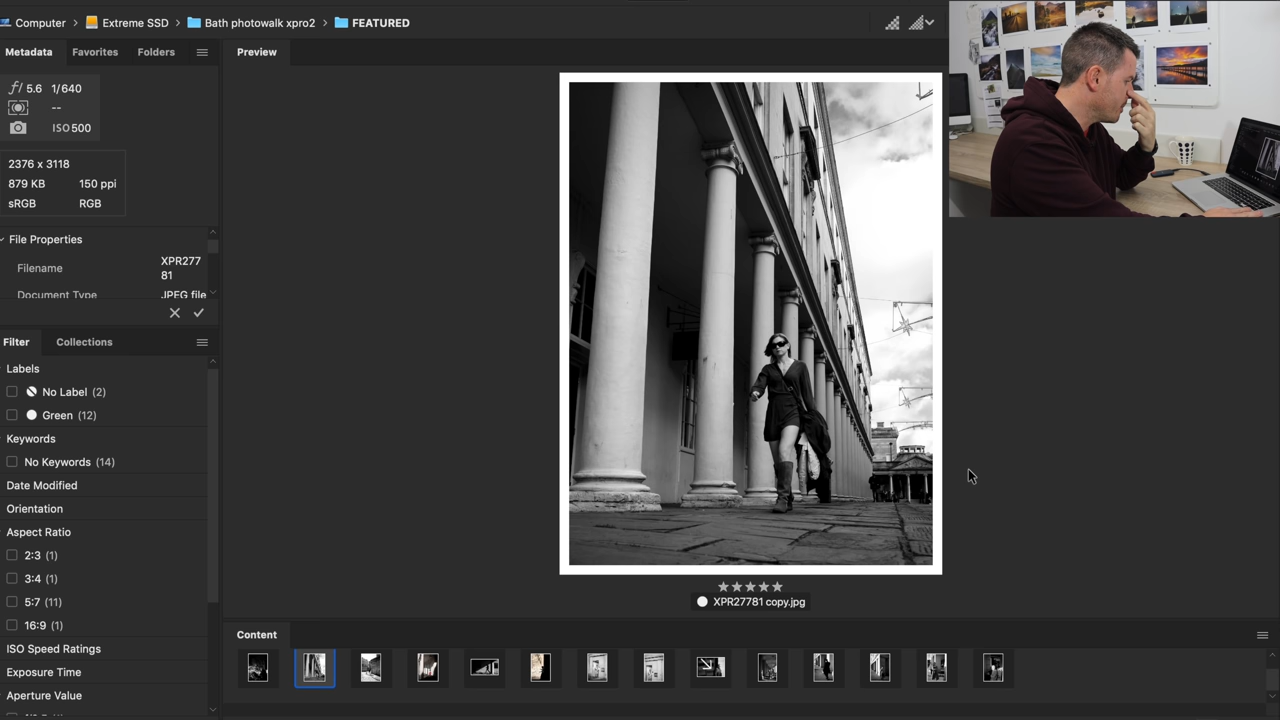 Computer > Extreme SSD > Bath photowalk xpro2 > FEATURED
Metadata Favorites Folders
Preview
f/ 5.6 1/640
--
ISO 500
2376 x 3118
879 KB 150 ppi
sRGB RGB
File Properties
Filename XPR277
81
Document Type JPEG file
Filter Collections
Labels
No Label (2)
Green (12)
Keywords
No Keywords (14)
Date Modified
Orientation
Aspect Ratio
2:3 (1)
3:4 (1)
5:7 (11)
16:9 (1)
ISO Speed Ratings
Exposure Time
Aperture Value
XPR27781 copy.jpg
Content